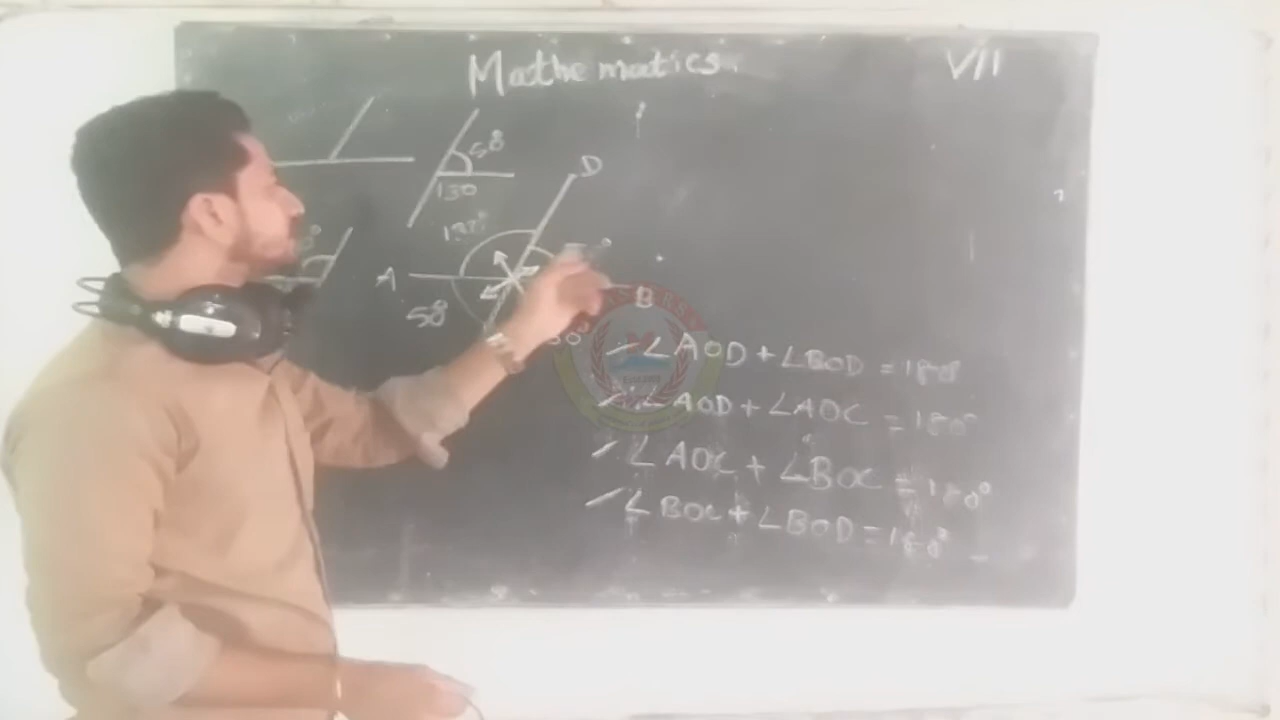 Mathematics.
VII
58°
130
D
A
58
B
∠AOD + ∠BOD = 180
∠AOD + ∠AOC = 180°
∠AOC + ∠BOC = 180°
∠BOC + ∠BOD = 180°